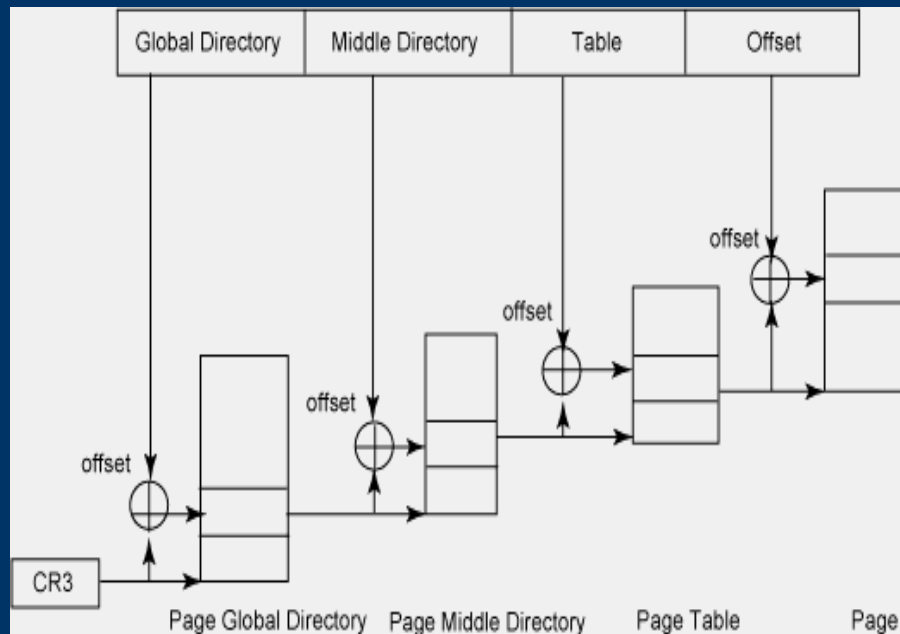 Global Directory Middle Directory Table Offset
offset
offset
offset
offset
CR3
Page Global Directory Page Middle Directory Page Table Page